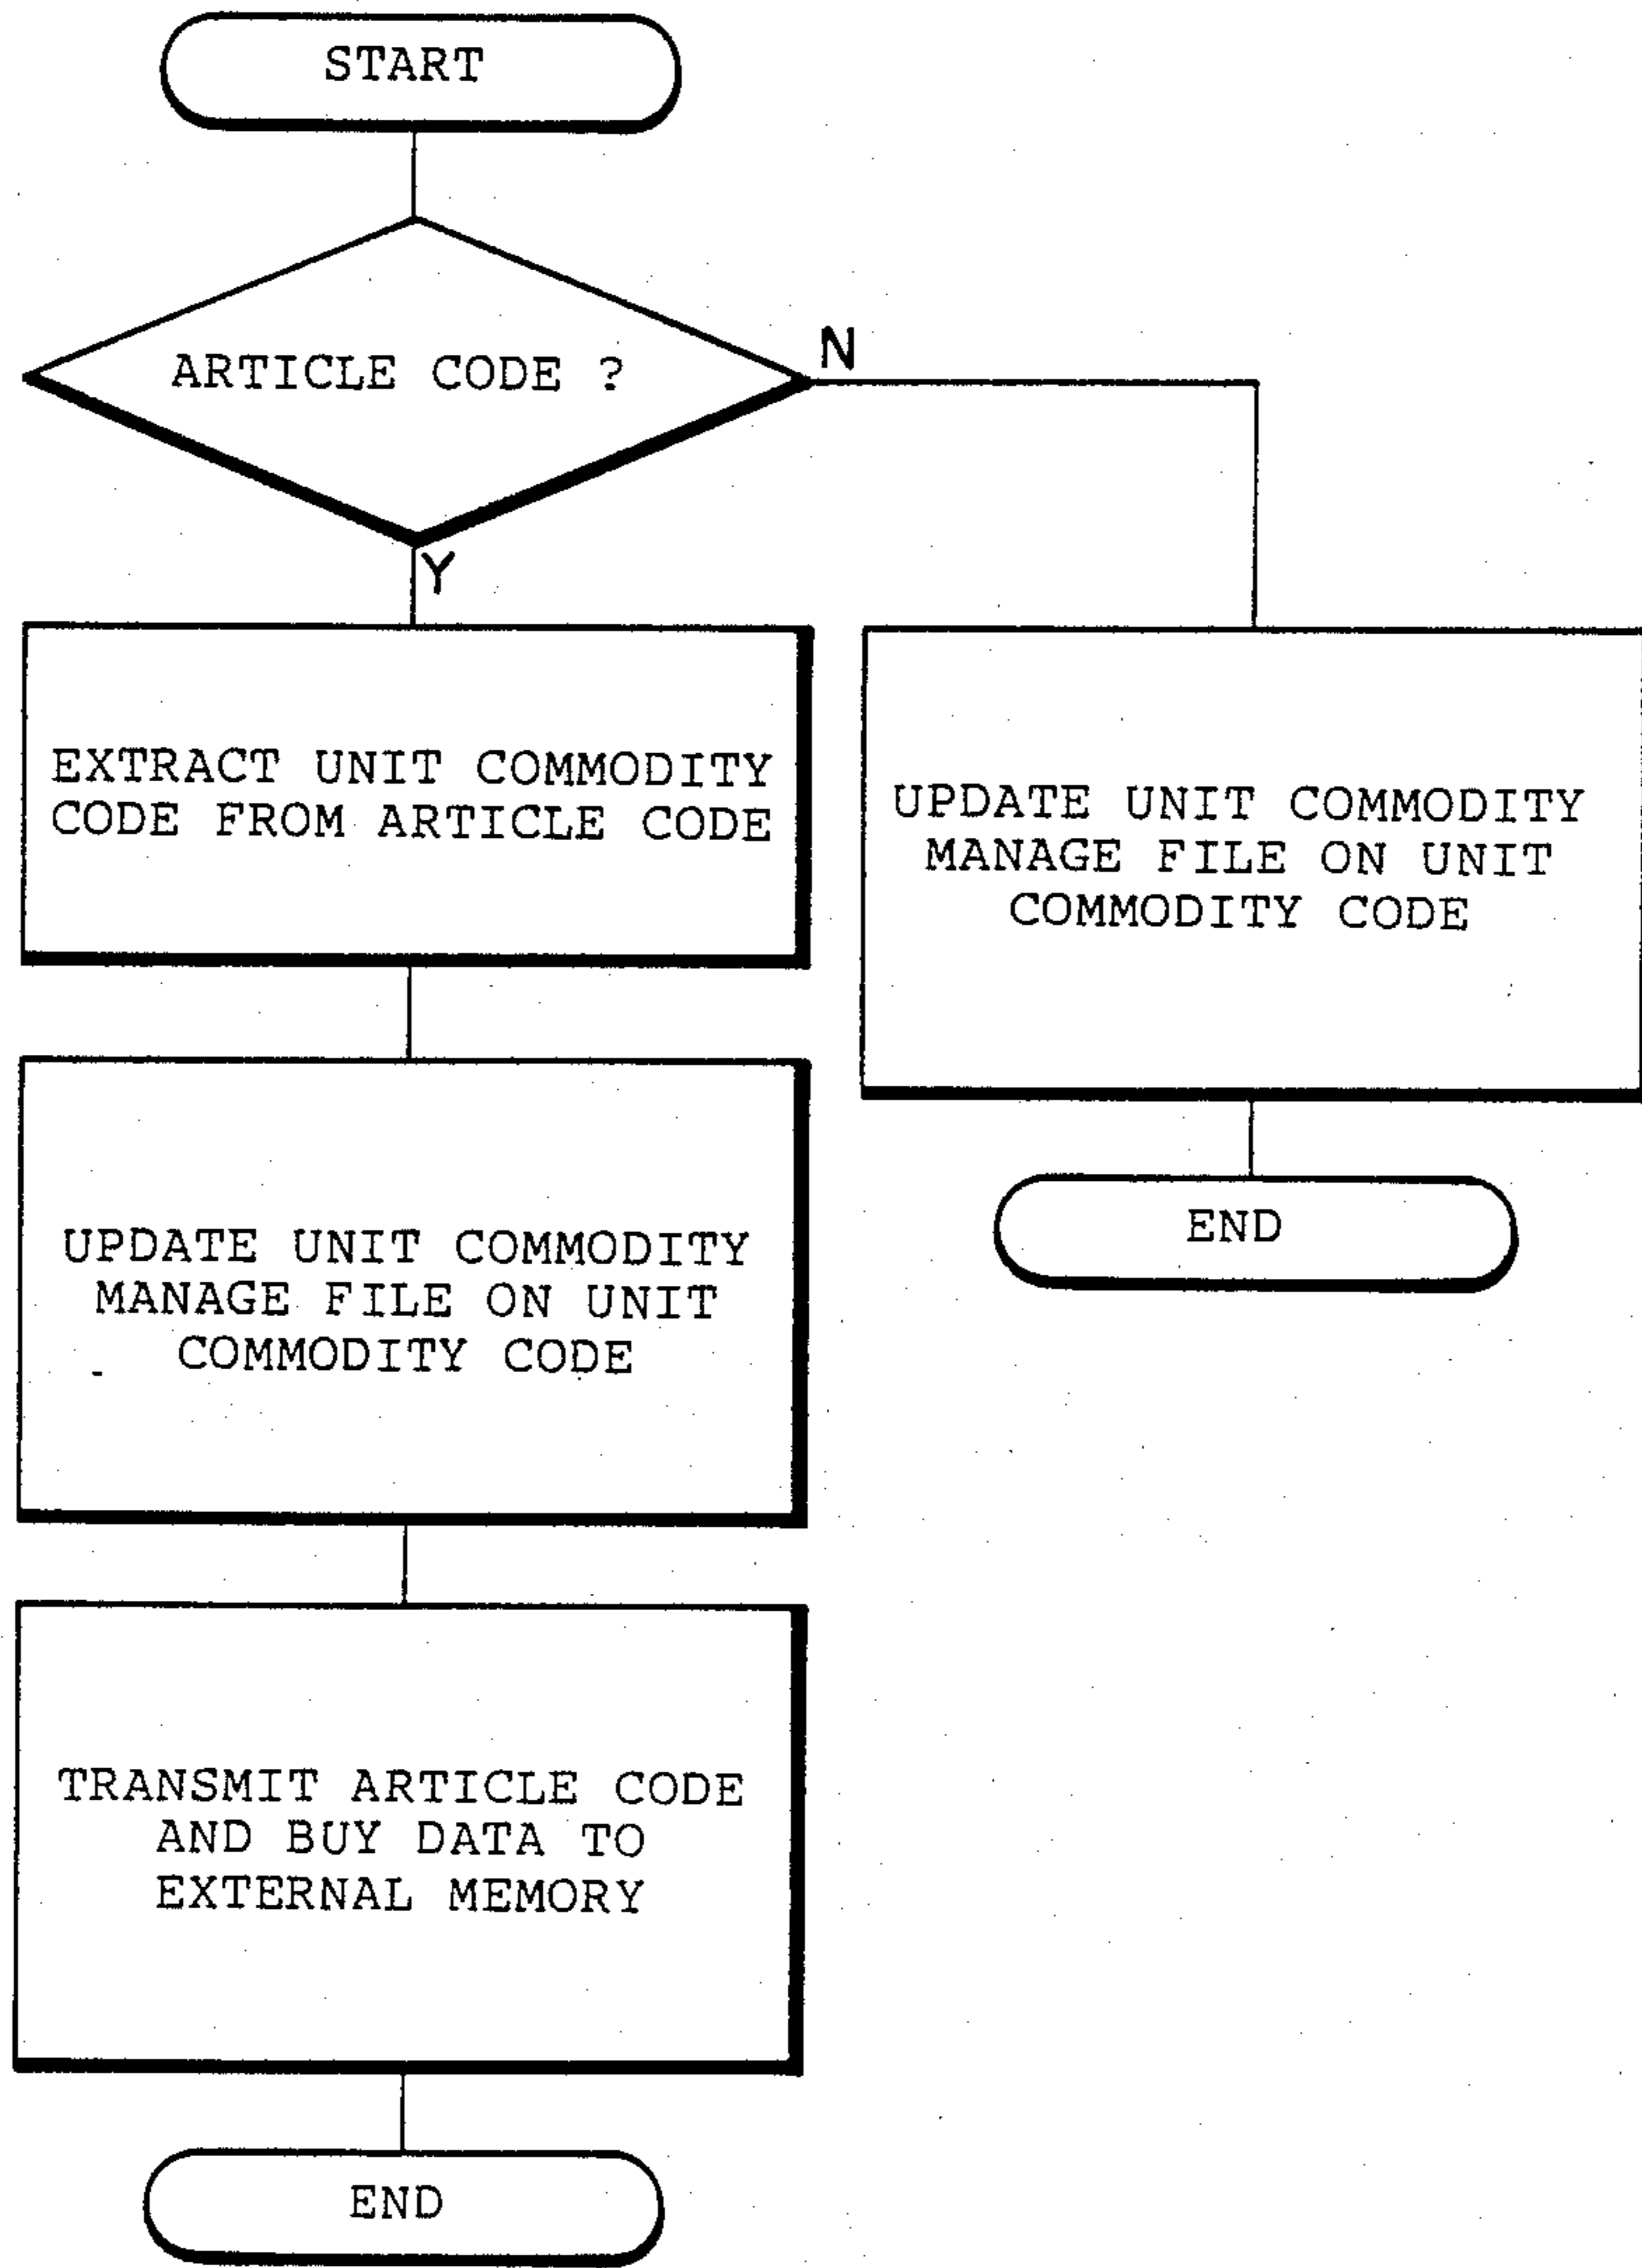 START
ARTICLE CODE ?
N
Y
EXTRACT UNIT COMMODITY
CODE FROM ARTICLE CODE
UPDATE UNIT COMMODITY
MANAGE FILE ON UNIT
COMMODITY CODE
END
UPDATE UNIT COMMODITY
MANAGE FILE ON UNIT
COMMODITY CODE
TRANSMIT ARTICLE CODE
AND BUY DATA TO
EXTERNAL MEMORY
END